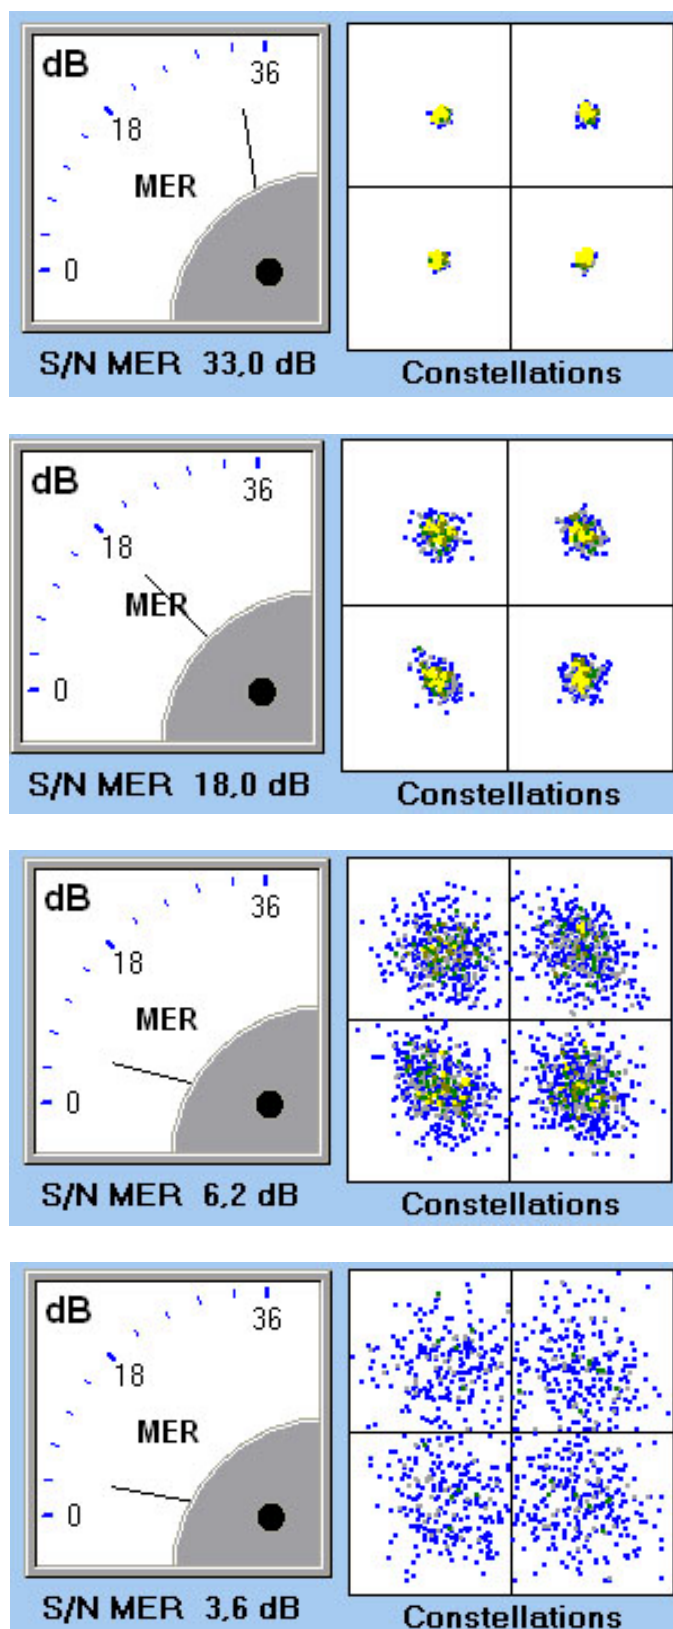 dB
36
18
MER
0
S/N MER 33,0 dB
Constellations
dB
36
18
MER
0
S/N MER 18,0 dB
Constellations
dB
36
18
MER
0
S/N MER 6,2 dB
Constellations
dB
36
18
MER
0
S/N MER 3,6 dB
Constellations